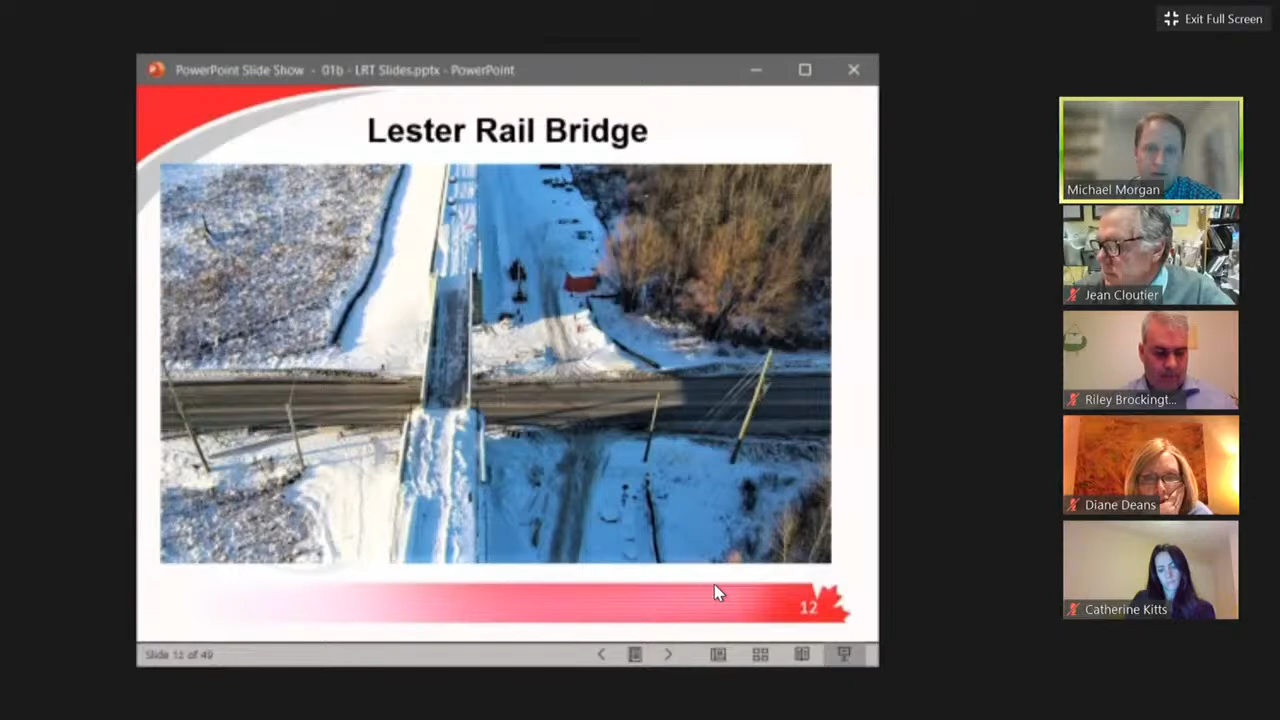 Exit Full Screen
PowerPoint Slide Show - 01b - LRT Slides.pptx - PowerPoint
Lester Rail Bridge
12
Slide 12 of 49
Michael Morgan
Jean Cloutier
Riley Brockingt...
Diane Deans
Catherine Kitts